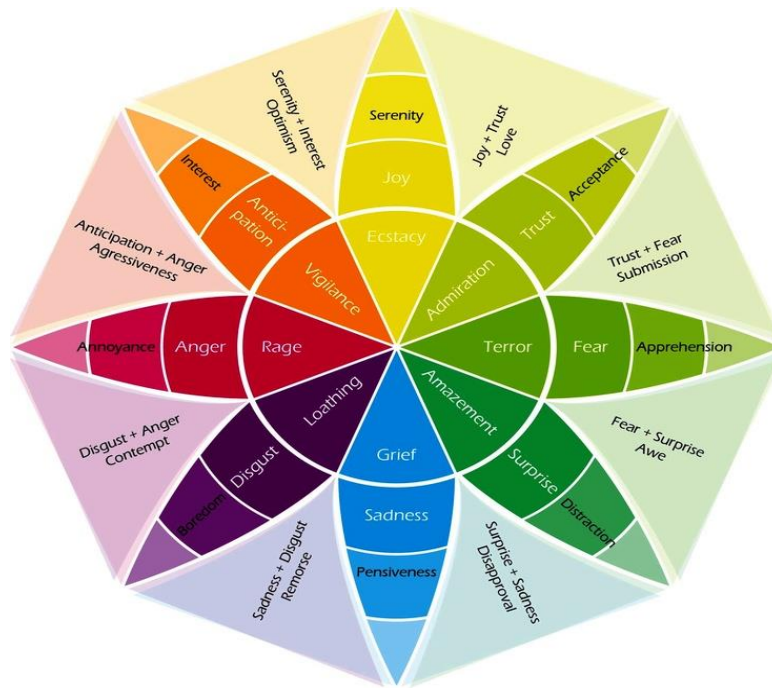 Serenity + Interest
Optimism
Serenity
Joy
Ecstacy
Joy + Trust
Love
Interest
Antici-
pation
Vigilance
Acceptance
Trust
Admiration
Anticipation + Anger
Agressiveness
Trust + Fear
Submission
Annoyance
Anger
Rage
Terror
Fear
Apprehension
Disgust + Anger
Contempt
Loathing
Disgust
Boredom
Amazement
Surprise
Distraction
Fear + Surprise
Awe
Grief
Sadness
Pensiveness
Sadness + Disgust
Remorse
Surprise + Sadness
Disapproval